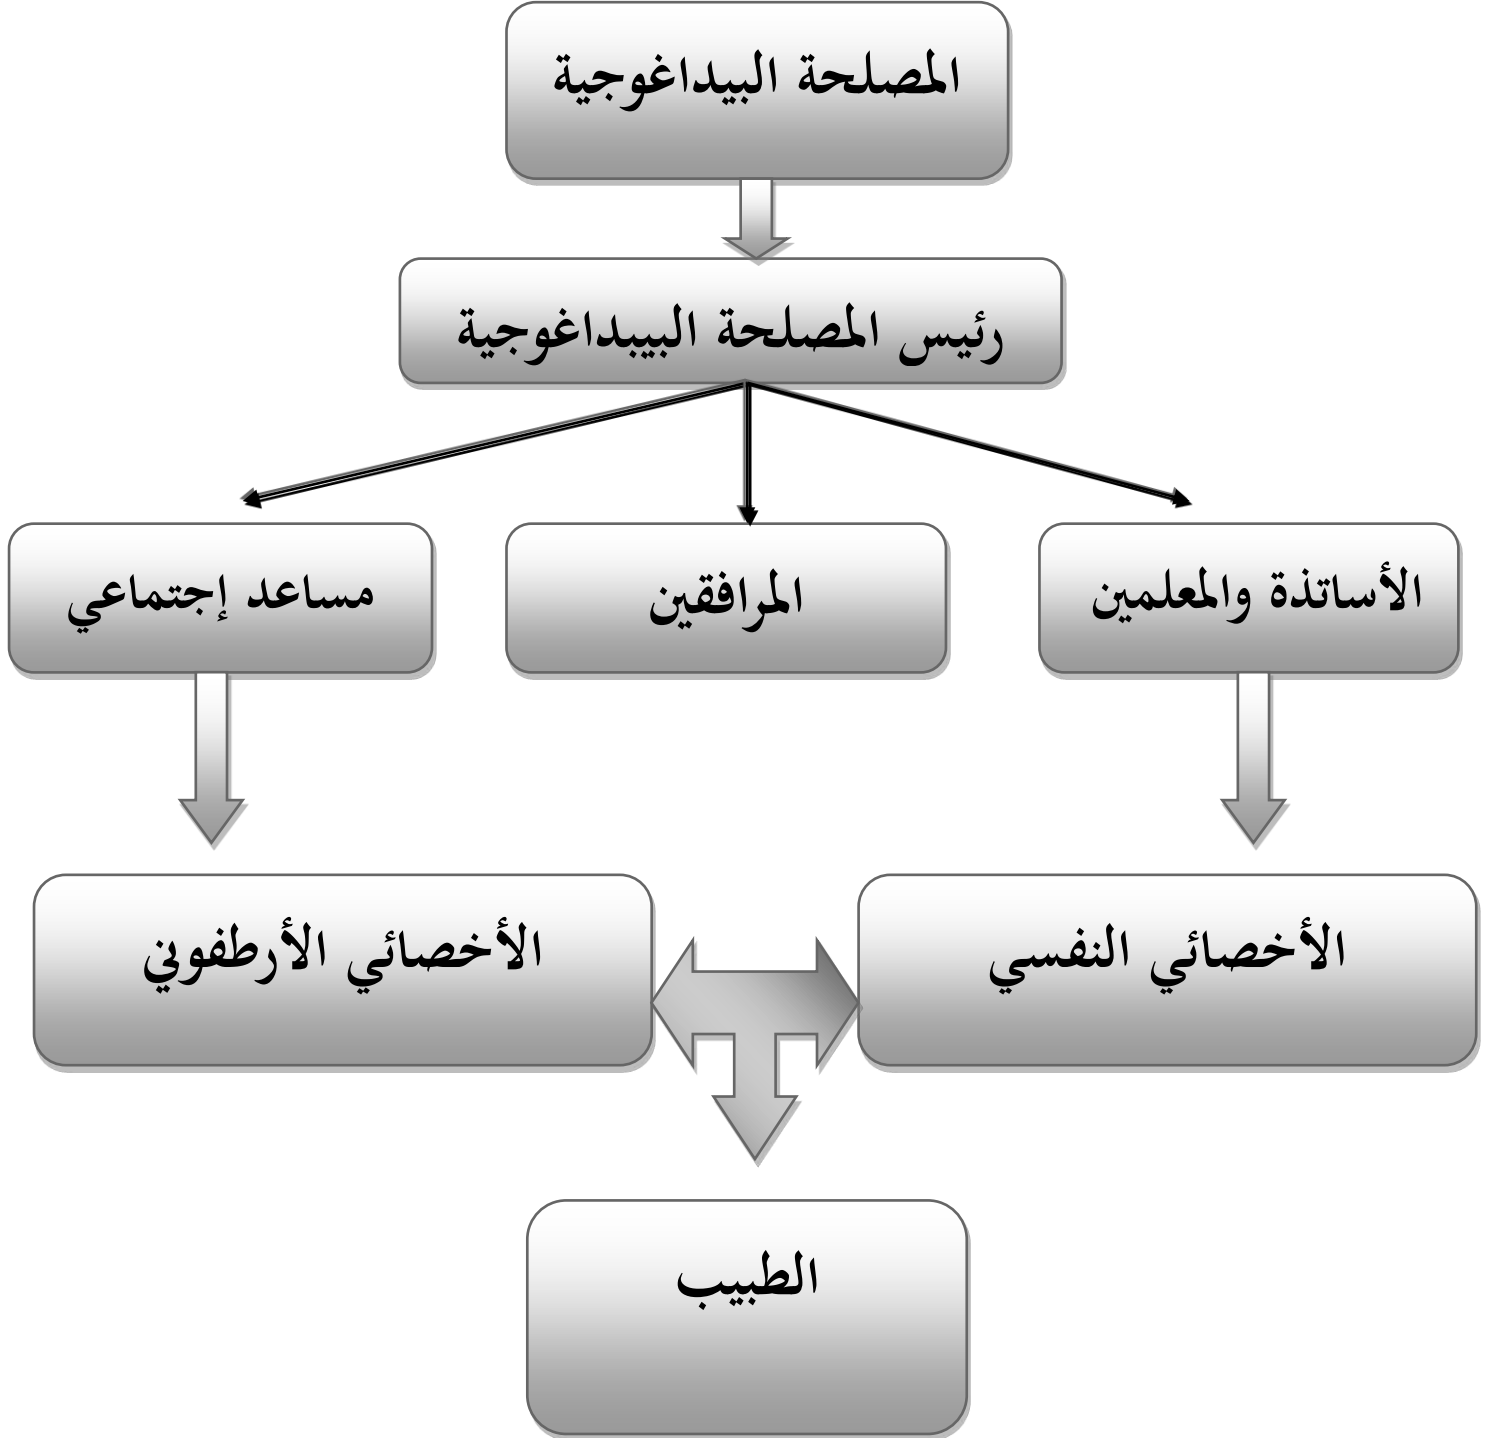 المصلحة البيداغوجية
رئيس المصلحة البيبداغوجية
الأساتذة والمعلمين
المرافقين
مساعد إجتماعي
الأخصائي النفسي
الأخصائي الأرطفوني
الطبيب